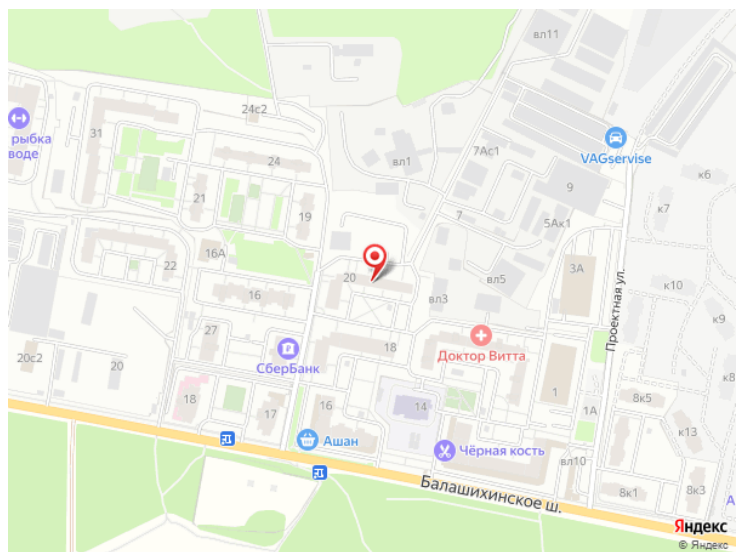 вл11
24с2
рыбка
воде
31
24
7Ас1
вл1
VAGservise
9
к6
21
19
7
5Ак1
16А
22
20
вл5
3А
к10
16
вл3
Проектная ул.
к9
27
СберБанк
18
Доктор Витта
20с2
20
1
к8
18
17
16
14
1А
8к5
Ашан
Чёрная кость
вл10
к13
Балашихинское ш.
8к1
8к3
А
Яндекс
© Яндекс